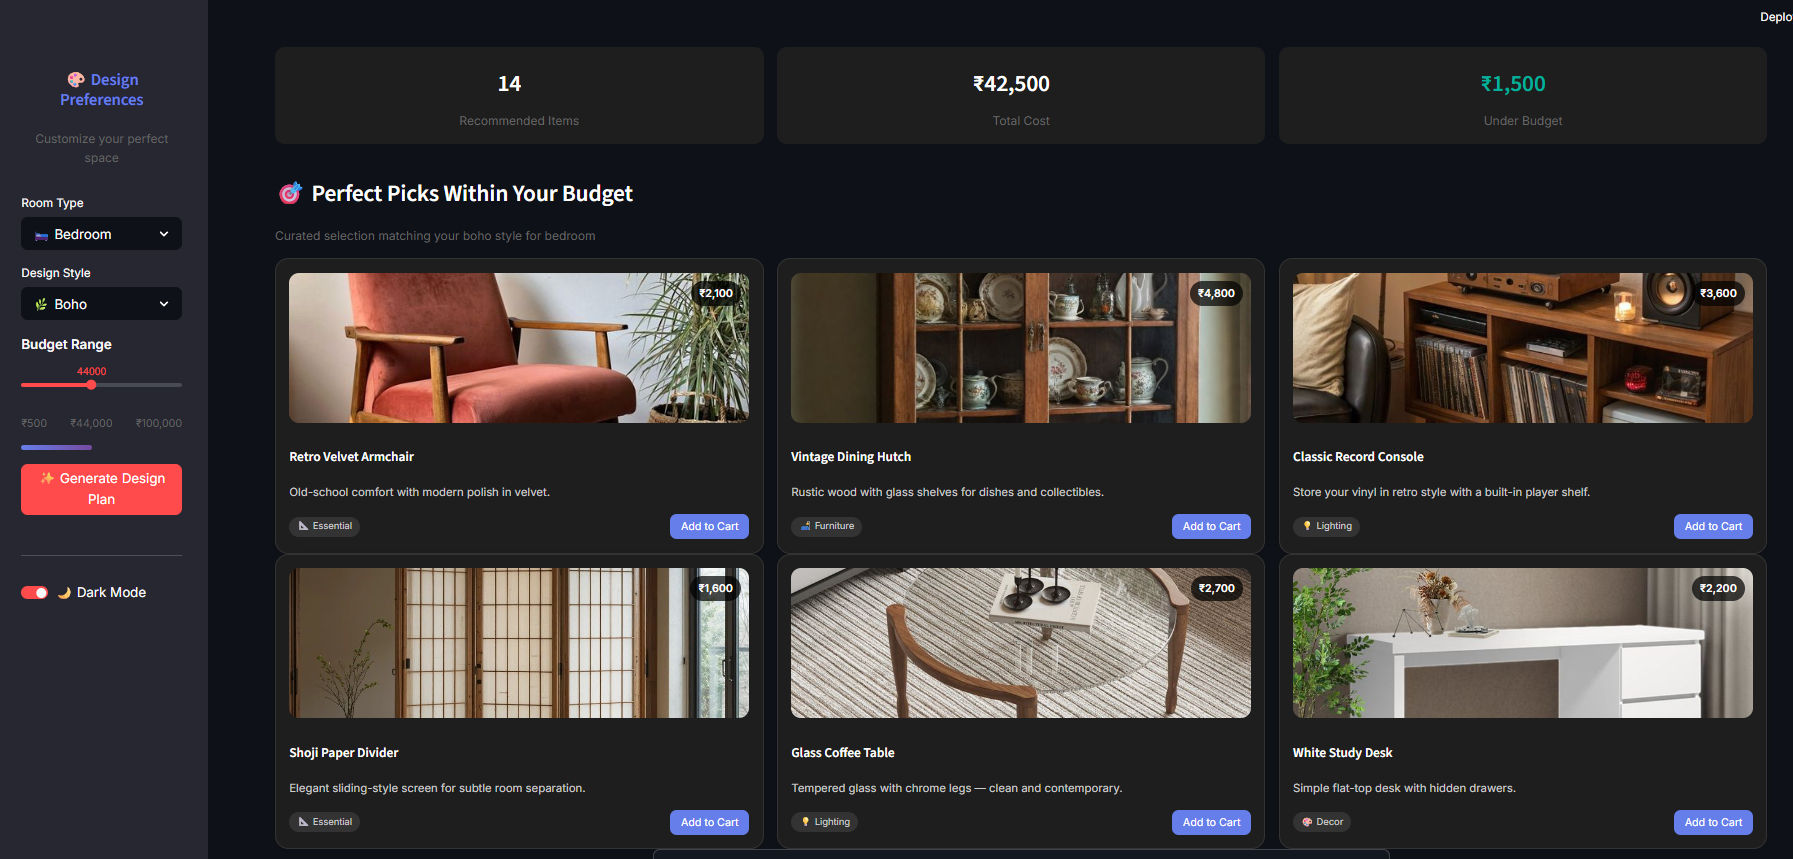 Deplo
🎨 Design
Preferences
Customize your perfect
space
Room Type
🛏️ Bedroom
Design Style
🌿 Boho
Budget Range
44000
₹500 ₹44,000 ₹100,000
✨ Generate Design
Plan
🌙 Dark Mode
14
Recommended Items
₹42,500
Total Cost
₹1,500
Under Budget
🎯 Perfect Picks Within Your Budget
Curated selection matching your boho style for bedroom
₹2,100
Retro Velvet Armchair
Old-school comfort with modern polish in velvet.
📐 Essential
Add to Cart
₹4,800
Vintage Dining Hutch
Rustic wood with glass shelves for dishes and collectibles.
🛋️ Furniture
Add to Cart
₹3,600
Classic Record Console
Store your vinyl in retro style with a built-in player shelf.
💡 Lighting
Add to Cart
₹1,600
Shoji Paper Divider
Elegant sliding-style screen for subtle room separation.
📐 Essential
Add to Cart
₹2,700
Glass Coffee Table
Tempered glass with chrome legs — clean and contemporary.
💡 Lighting
Add to Cart
₹2,200
White Study Desk
Simple flat-top desk with hidden drawers.
🎨 Decor
Add to Cart